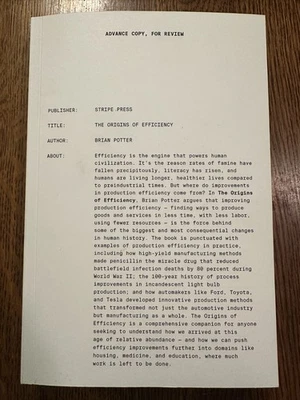 ADVANCE COPY, FOR REVIEW
PUBLISHER: STRIPE PRESS
TITLE: THE ORIGINS OF EFFICIENCY
AUTHOR: BRIAN POTTER
ABOUT: Efficiency is the engine that powers human
civilization. It's the reason rates of famine have
fallen precipitously, literacy has risen, and
humans are living longer, healthier lives compared
to preindustrial times. But where do improvements
in production efficiency come from? In The Origins
of Efficiency, Brian Potter argues that improving
production efficiency — finding ways to produce
goods and services in less time, with less labor,
using fewer resources — is the force behind
some of the biggest and most consequential changes
in human history. The book is punctuated with
examples of production efficiency in practice,
including how high-yield manufacturing methods
made penicillin the miracle drug that reduced
battlefield infection deaths by 80 percent during
World War II; the 100-year history of process
improvements in incandescent light bulb
production; and how automakers like Ford, Toyota,
and Tesla developed innovative production methods
that transformed not just the automotive industry
but manufacturing as a whole. The Origins of
Efficiency is a comprehensive companion for anyone
seeking to understand how we arrived at this
age of relative abundance — and how we can push
efficiency improvements further into domains like
housing, medicine, and education, where much
work is left to be done.